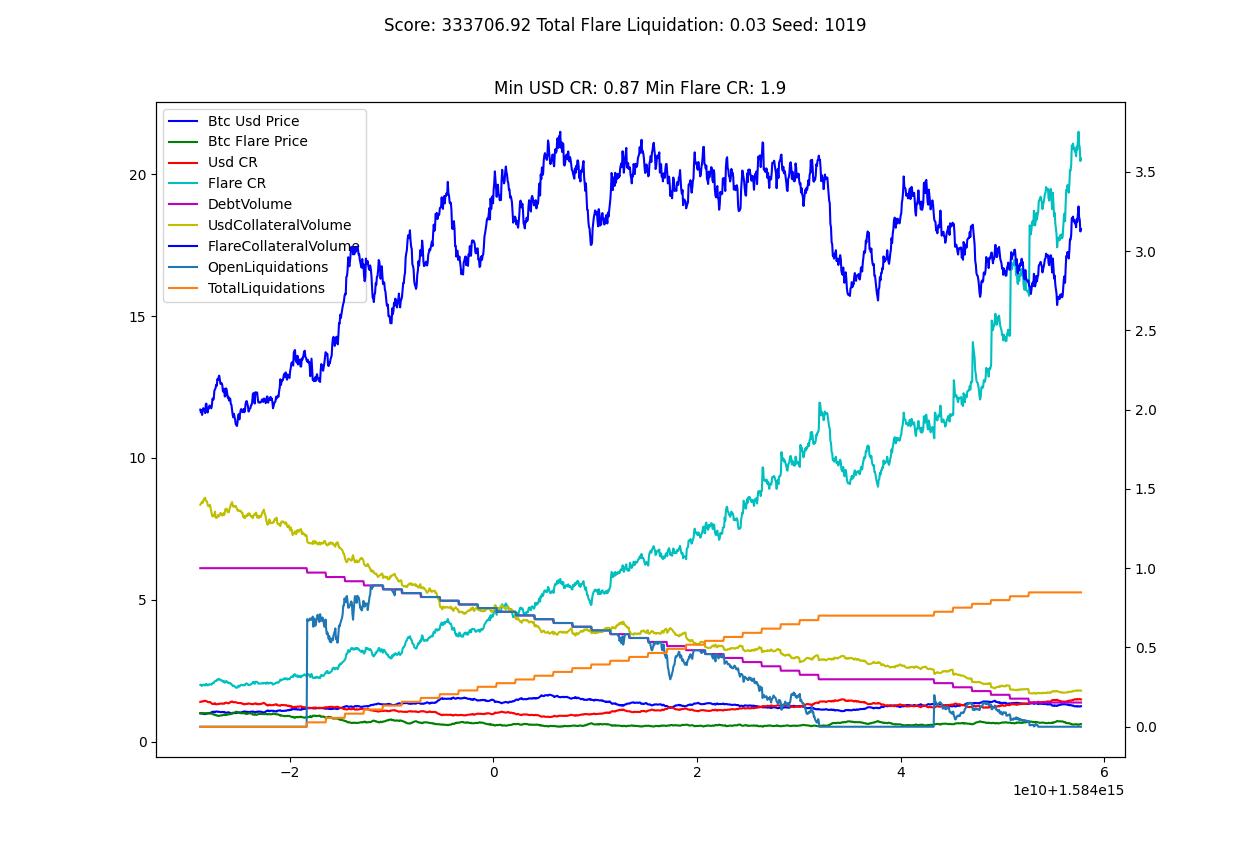 Score: 333706.92 Total Flare Liquidation: 0.03 Seed: 1019
Min USD CR: 0.87 Min Flare CR: 1.9
Btc Usd Price
Btc Flare Price
Usd CR
Flare CR
DebtVolume
UsdCollateralVolume
FlareCollateralVolume
OpenLiquidations
TotalLiquidations
20
15
10
5
0
3.5
3.0
2.5
2.0
1.5
1.0
0.5
0.0
−2
0
2
4
6
1e10+1.584e15